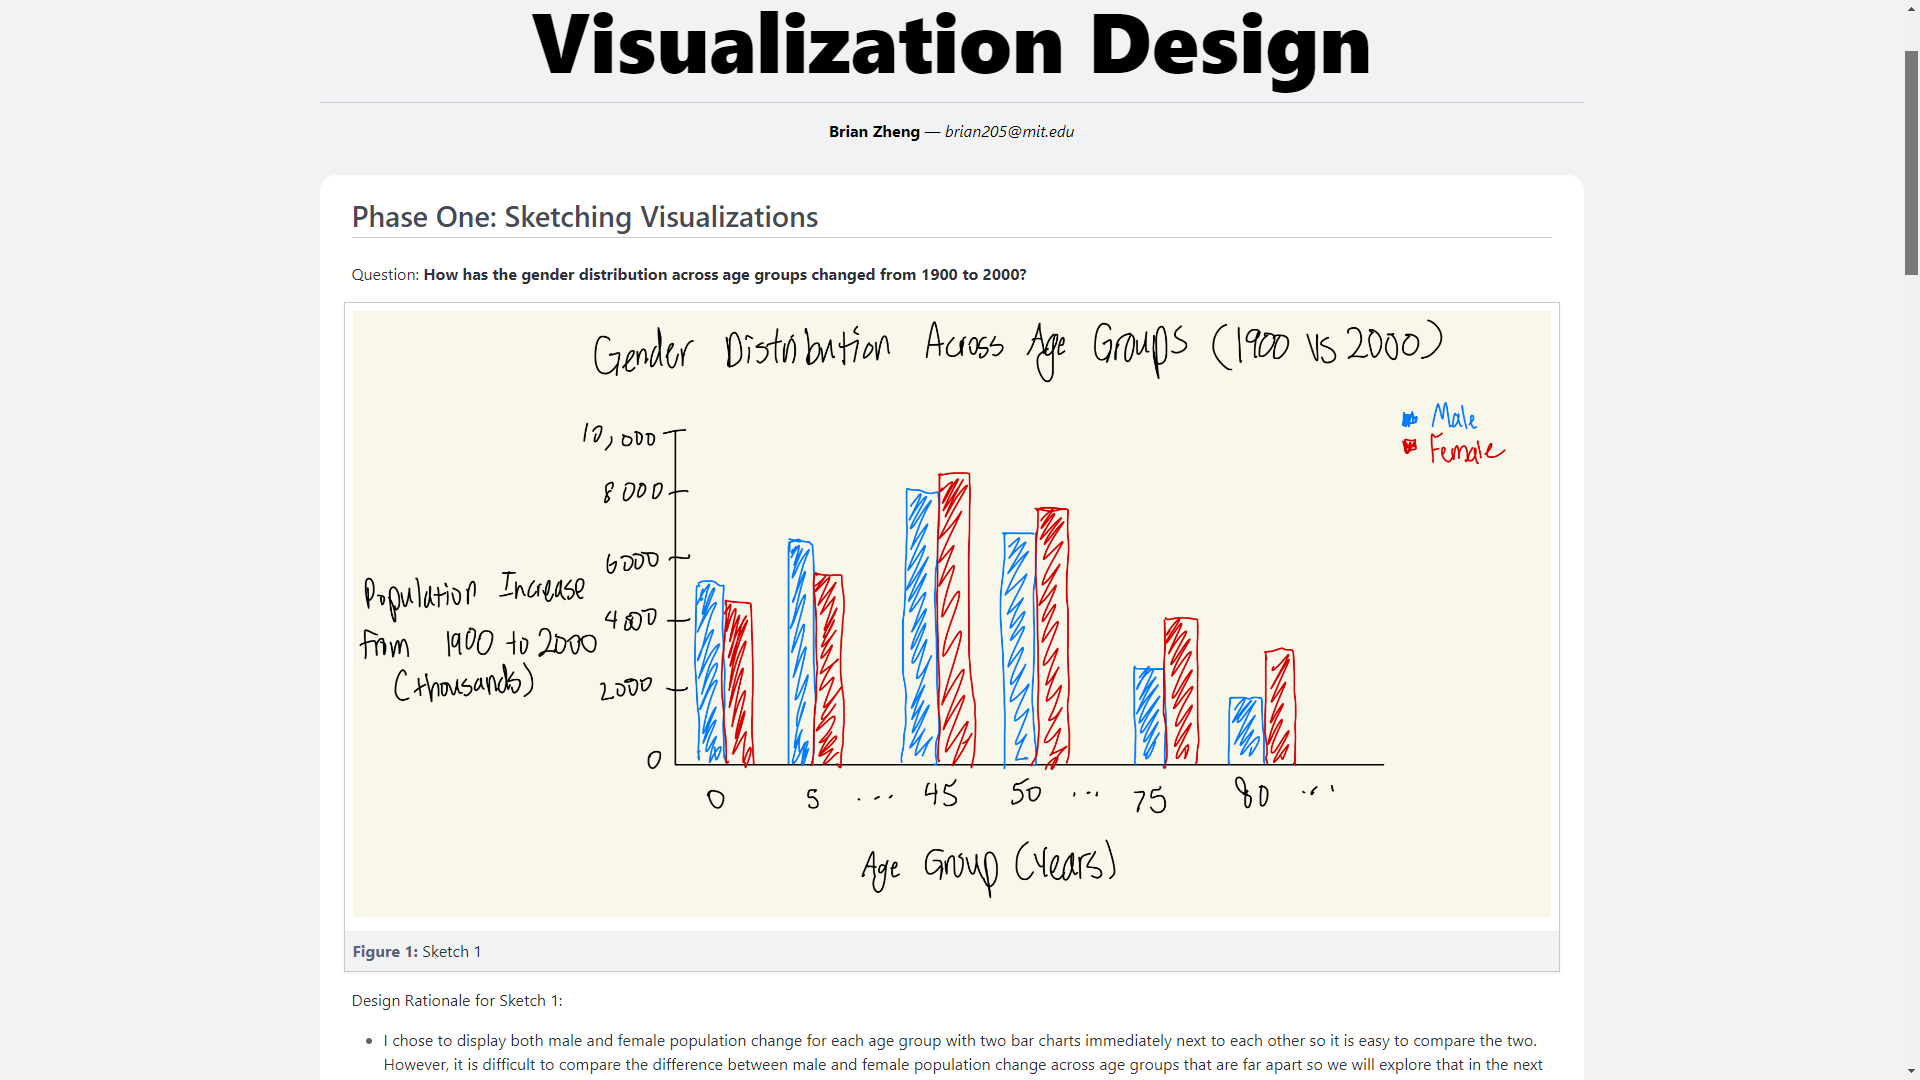 Visualization Design
Brian Zheng — brian205@mit.edu
Phase One: Sketching Visualizations
Question: How has the gender distribution across age groups changed from 1900 to 2000?
Gender Distribution Across Age Groups (1900 vs 2000)
Male
Female
10,000
8000
6000
4000
2000
0
Population Increase
from 1900 to 2000
(thousands)
0 5 ... 45 50 ... 75 80 ...
Age Group (Years)
Figure 1: Sketch 1
Design Rationale for Sketch 1:
• I chose to display both male and female population change for each age group with two bar charts immediately next to each other so it is easy to compare the two.
However, it is difficult to compare the difference between male and female population change across age groups that are far apart so we will explore that in the next